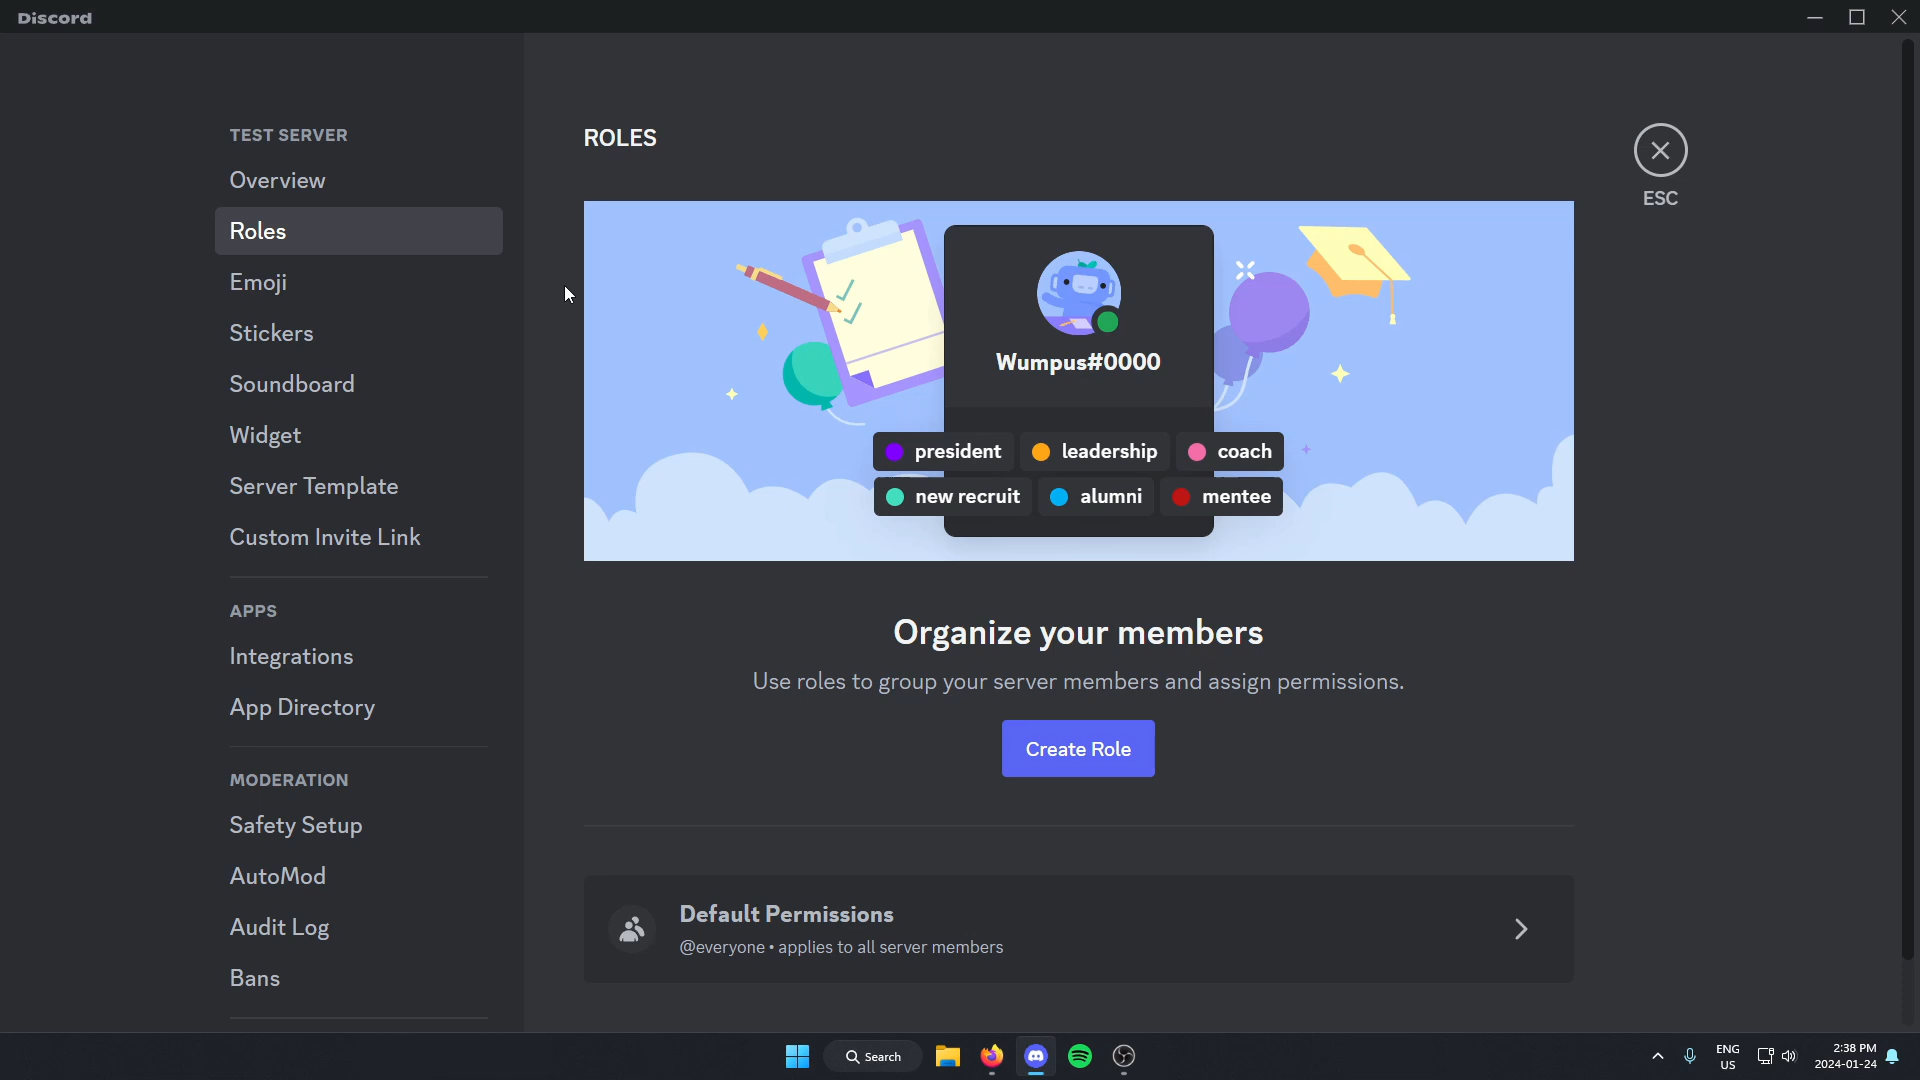 Discord
TEST SERVER
Overview
Roles
Emoji
Stickers
Soundboard
Widget
Server Template
Custom Invite Link
APPS
Integrations
App Directory
MODERATION
Safety Setup
AutoMod
Audit Log
Bans
ROLES
ESC
Wumpus#0000
president leadership coach
new recruit alumni mentee
Organize your members
Use roles to group your server members and assign permissions.
Create Role
Default Permissions
@everyone • applies to all server members
Search
ENG
US
2:38 PM
2024-01-24